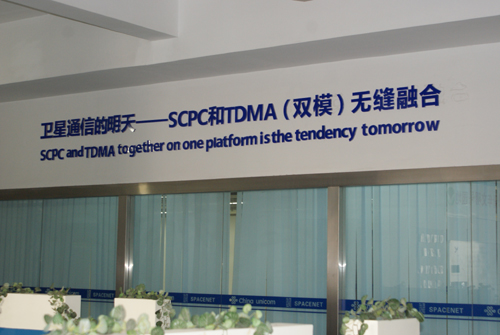 卫星通信的明天——SCPC和TDMA（双模）无缝融合
SCPC and TDMA together on one platform is the tendency tomorrow
SPACENET China unicom SPACENET